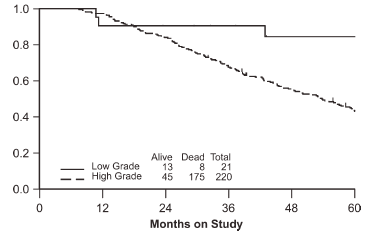 1.0
0.8
0.6
0.4
0.2
0.0
Alive Dead Total
Low Grade 13 8 21
High Grade 45 175 220
0 12 24 36 48 60
Months on Study